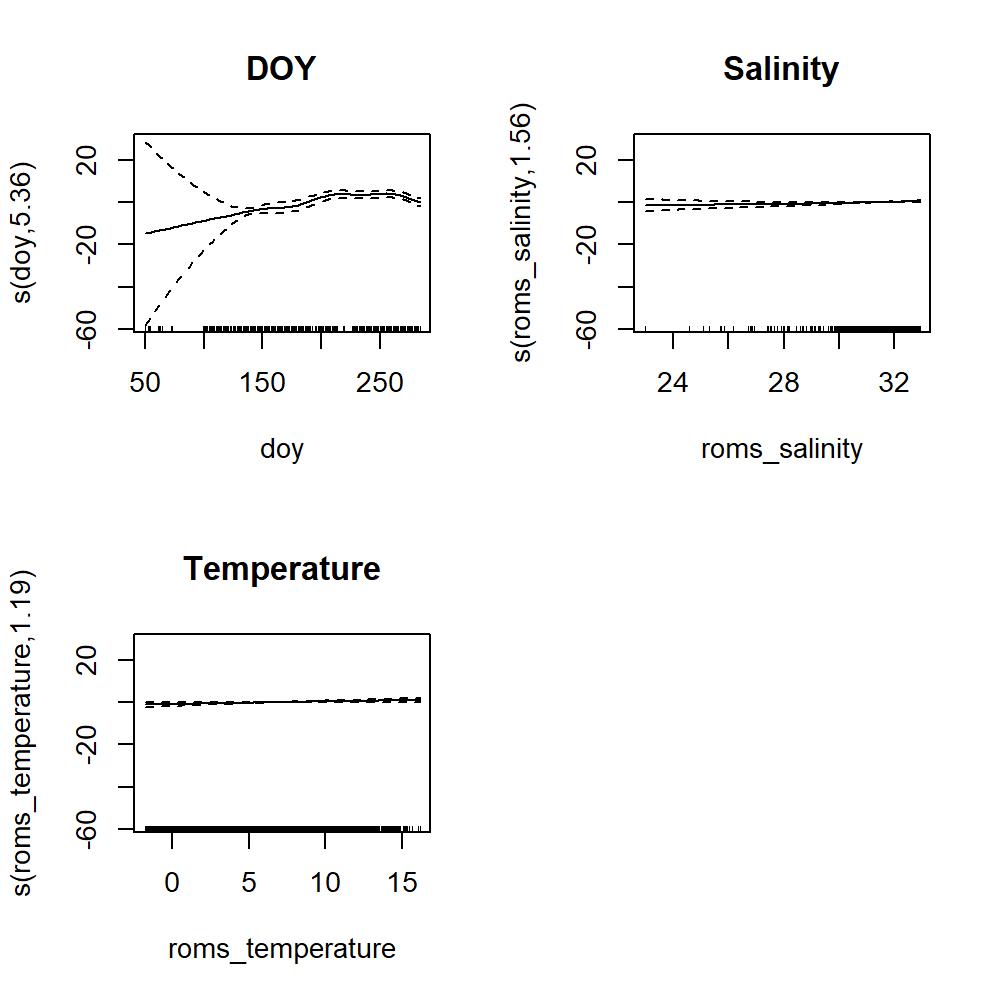 DOY
s(doy,5.36)
20
-20
-60
50
150
250
doy
Salinity
s(roms_salinity,1.56)
20
-20
-60
24
28
32
roms_salinity
Temperature
s(roms_temperature,1.19)
20
-20
-60
0
5
10
15
roms_temperature